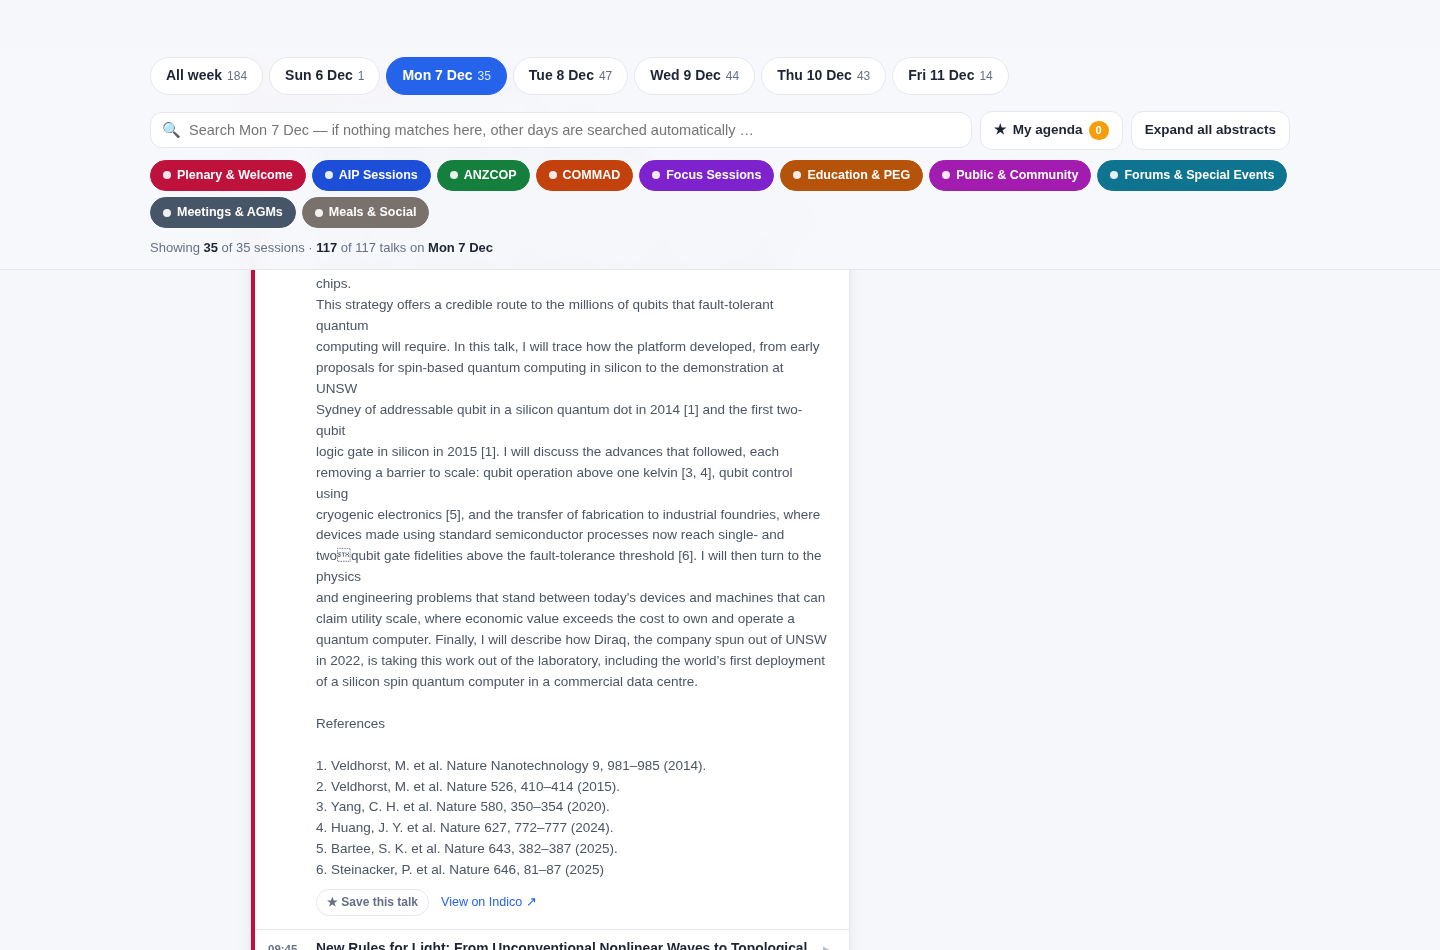 All week 184 Sun 6 Dec 1 Mon 7 Dec 35 Tue 8 Dec 47 Wed 9 Dec 44 Thu 10 Dec 43 Fri 11 Dec 14
Search Mon 7 Dec — if nothing matches here, other days are searched automatically … ★ My agenda 0 Expand all abstracts
Plenary & Welcome AIP Sessions ANZCOP COMMAD Focus Sessions Education & PEG Public & Community Forums & Special Events
Meetings & AGMs Meals & Social
Showing 35 of 35 sessions · 117 of 117 talks on Mon 7 Dec
chips.
This strategy offers a credible route to the millions of qubits that fault-tolerant
quantum
computing will require. In this talk, I will trace how the platform developed, from early
proposals for spin-based quantum computing in silicon to the demonstration at
UNSW
Sydney of addressable qubit in a silicon quantum dot in 2014 [1] and the first two-
qubit
logic gate in silicon in 2015 [1]. I will discuss the advances that followed, each
removing a barrier to scale: qubit operation above one kelvin [3, 4], qubit control
using
cryogenic electronics [5], and the transfer of fabrication to industrial foundries, where
devices made using standard semiconductor processes now reach single- and
twoqubit gate fidelities above the fault-tolerance threshold [6]. I will then turn to the
physics
and engineering problems that stand between today's devices and machines that can
claim utility scale, where economic value exceeds the cost to own and operate a
quantum computer. Finally, I will describe how Diraq, the company spun out of UNSW
in 2022, is taking this work out of the laboratory, including the world’s first deployment
of a silicon spin quantum computer in a commercial data centre.
References
1. Veldhorst, M. et al. Nature Nanotechnology 9, 981–985 (2014).
2. Veldhorst, M. et al. Nature 526, 410–414 (2015).
3. Yang, C. H. et al. Nature 580, 350–354 (2020).
4. Huang, J. Y. et al. Nature 627, 772–777 (2024).
5. Bartee, S. K. et al. Nature 643, 382–387 (2025).
6. Steinacker, P. et al. Nature 646, 81–87 (2025)
★ Save this talk View on Indico ↗
09:45 New Rules for Light: From Unconventional Nonlinear Waves to Topological